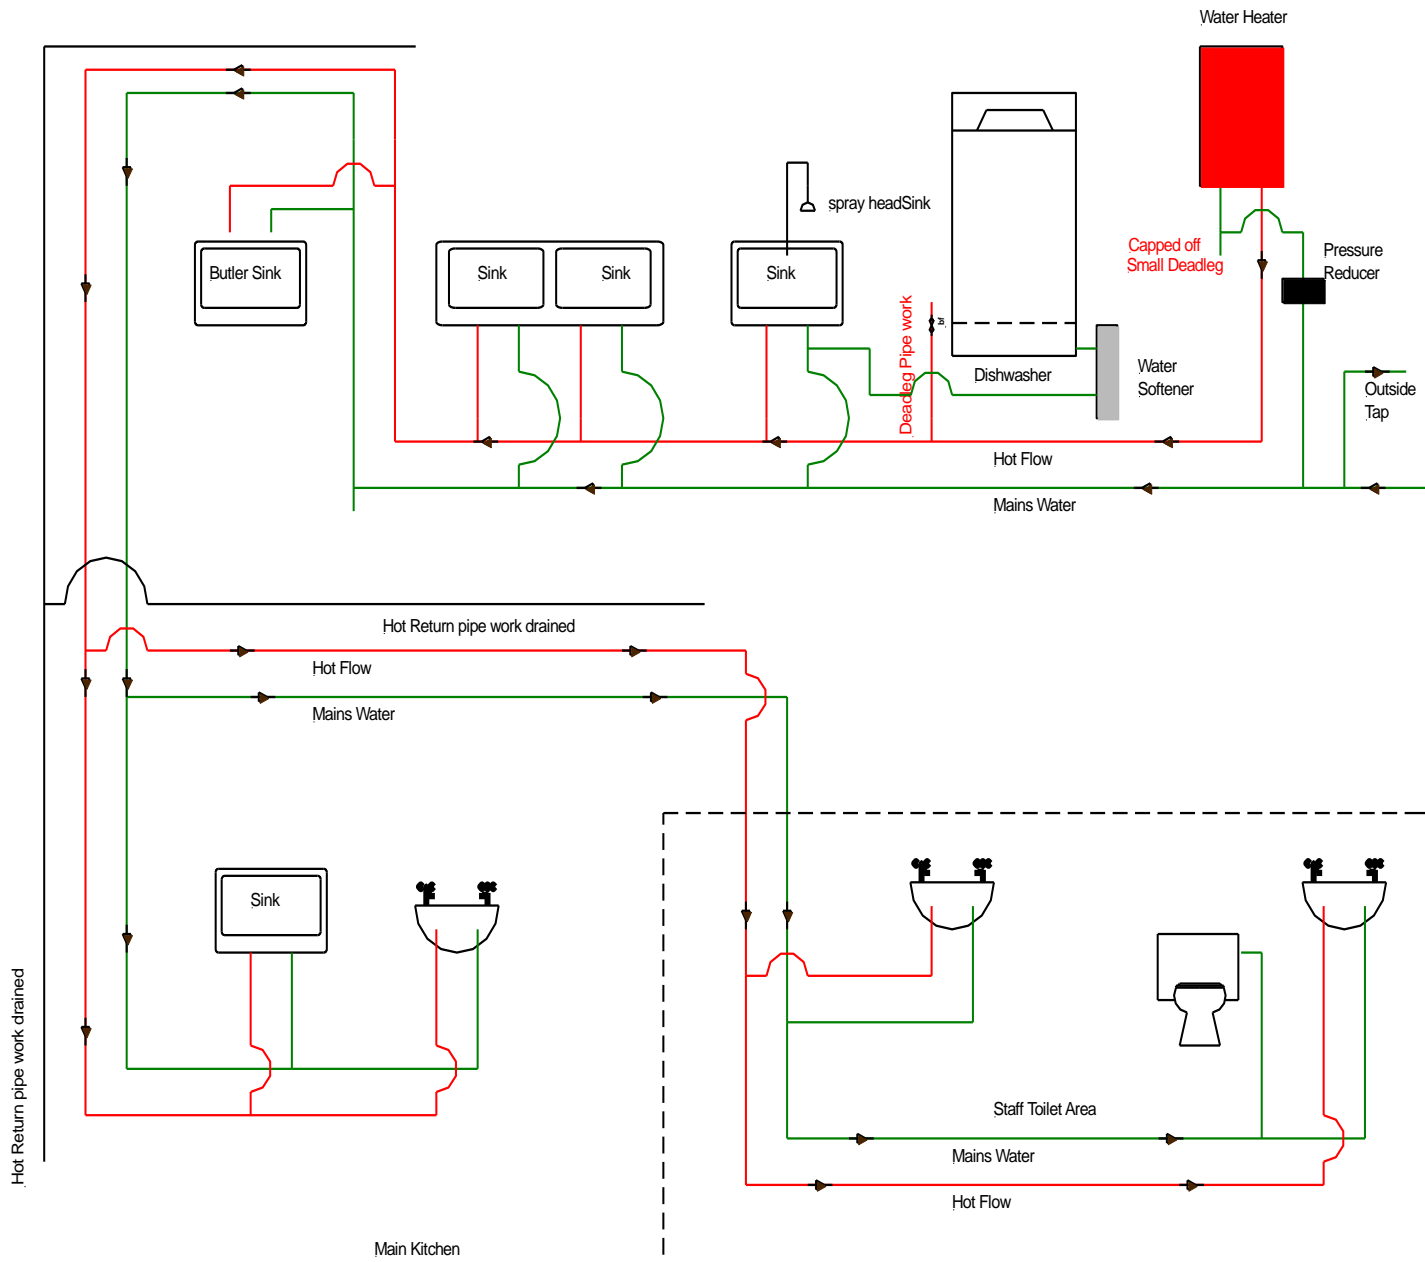 Water Heater
spray headSink
Capped off
Small Deadleg
Pressure
Reducer
Butler Sink
Sink
Sink
Sink
Deadleg Pipe work
bf
Dishwasher
Water
Softener
Outside
Tap
Hot Flow
Mains Water
Hot Return pipe work drained
Hot Flow
Mains Water
Sink
Hot Return pipe work drained
Staff Toilet Area
Mains Water
Hot Flow
Main Kitchen